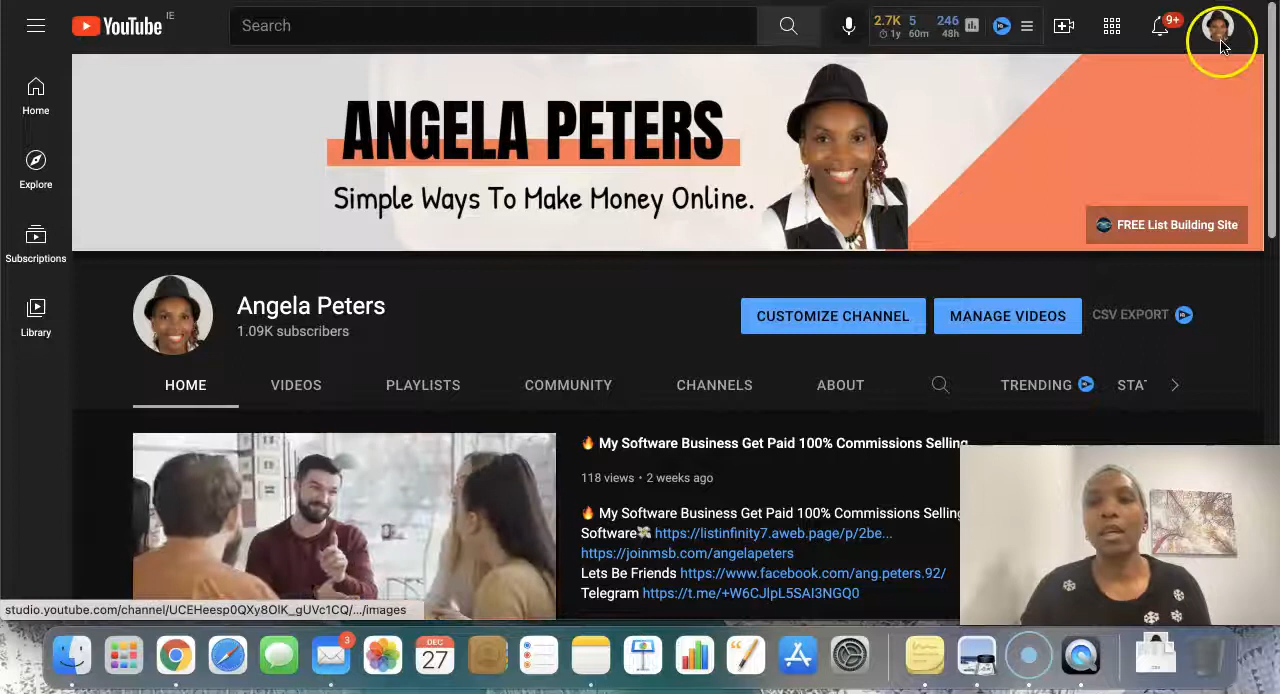 YouTube IE
Search
2.7K 5 246
1y 60m 48h
9+
Home
Explore
Subscriptions
Library
ANGELA PETERS
Simple Ways To Make Money Online.
FREE List Building Site
Angela Peters
1.09K subscribers
CUSTOMIZE CHANNEL
MANAGE VIDEOS
CSV EXPORT
HOME
VIDEOS
PLAYLISTS
COMMUNITY
CHANNELS
ABOUT
TRENDING
STAT
🔥 My Software Business Get Paid 100% Commissions Selling
118 views • 2 weeks ago
🔥 My Software Business Get Paid 100% Commissions Selling
Software💸 https://listinfinity7.aweb.page/p/2be...
https://joinmsb.com/angelapeters
Lets Be Friends https://www.facebook.com/ang.peters.92/
Telegram https://t.me/+W6CJlpL5SAI3NGQ0
studio.youtube.com/channel/UCEHeesp0QXy8OlK_gUVc1CQ/.../images
3
DEC
27